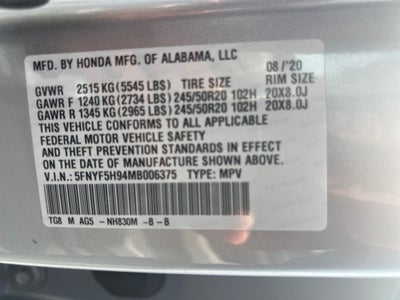 MFD. BY HONDA MFG. OF ALABAMA, LLC 08 /'20
GVWR 2515 KG(5545 LBS) TIRE SIZE RIM SIZE
GAWR F 1240 KG(2734 LBS) 245/50R20 102H 20X8.0J
GAWR R 1345 KG(2965 LBS) 245/50R20 102H 20X8.0J
THIS VEHICLE CONFORMS TO ALL APPLICABLE
FEDERAL MOTOR VEHICLE SAFETY
AND THEFT PREVENTION STANDARDS IN EFFECT
ON THE DATE OF MANUFACTURE SHOWN ABOVE.
V.I.N.: 5FNYF5H94MB006375 TYPE: MPV
TG8 M AG5 -NH830M -B -B